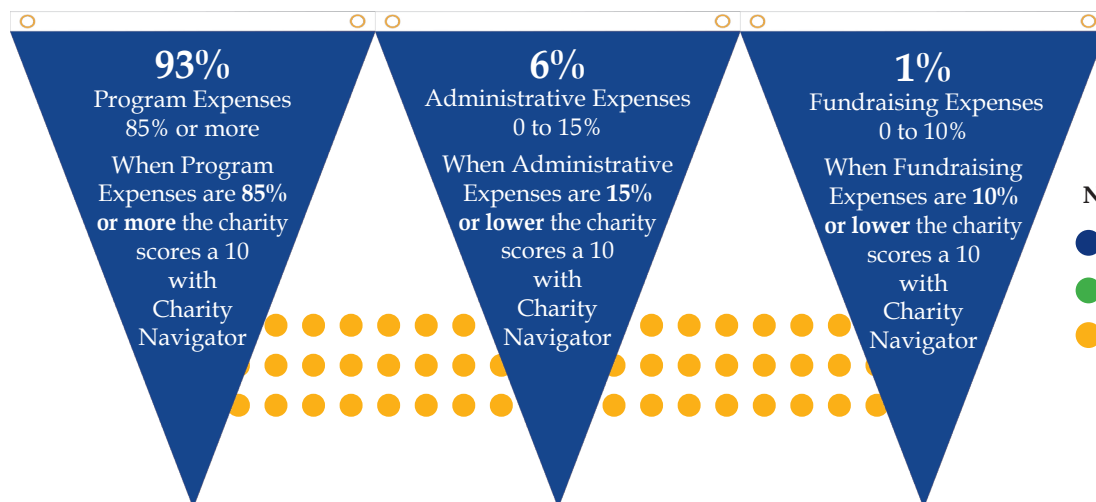 93%
Program Expenses
85% or more
When Program
Expenses are 85%
or more the charity
scores a 10
with
Charity
Navigator
6%
Administrative Expenses
0 to 15%
When Administrative
Expenses are 15%
or lower the charity
scores a 10
with
Charity
Navigator
1%
Fundraising Expenses
0 to 10%
When Fundraising
Expenses are 10%
or lower the charity
scores a 10
with
Charity
Navigator
N